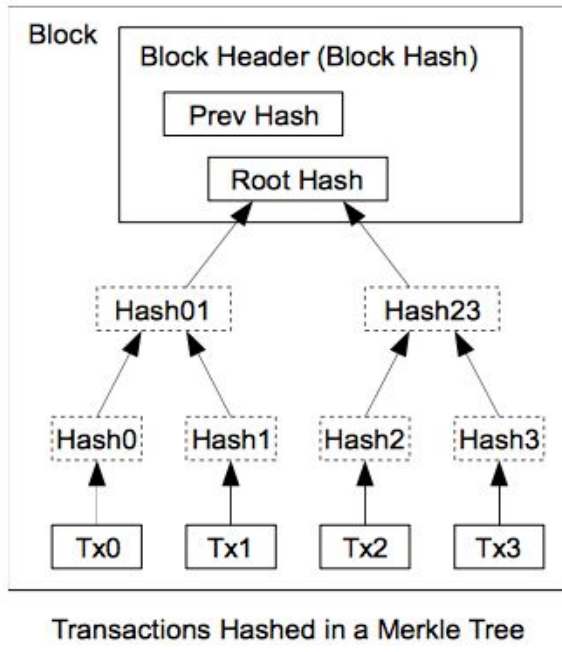 Block
Block Header (Block Hash)
Prev Hash
Root Hash
Hash01 Hash23
Hash0 Hash1 Hash2 Hash3
Tx0 Tx1 Tx2 Tx3
Transactions Hashed in a Merkle Tree